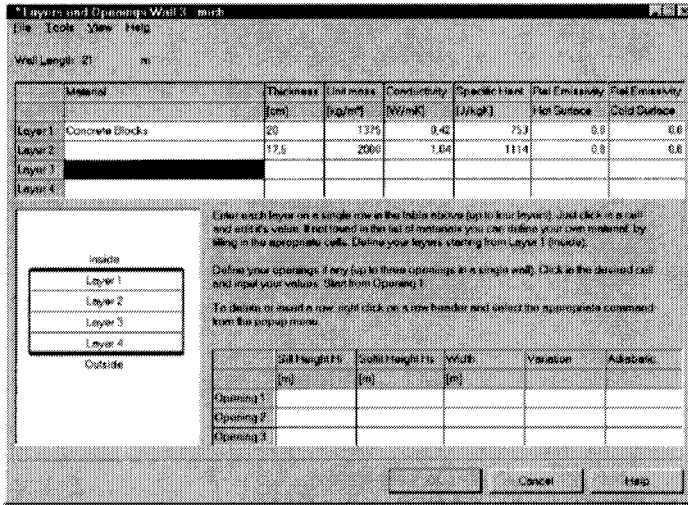 *Layers and Openings Wall 3 - mech
File Tools View Help
Wall Length: 21 m
Material Thickness Unit mass Conductivity Specific Heat Rel Emissivity Rel Emissivity
[cm] [kg/m³] [W/mK] [J/kgK] Hot Surface Cold Surface
Layer 1 Concrete Blocks 20 1375 0,42 753 0,8 0,8
Layer 2 17,5 2000 1,04 1114 0,8 0,8
Layer 3
Layer 4
Enter each layer on a single row in the table above (up to four layers). Just click in a cell
and edit it's value. If not found in the list of materials you can define your own material, by
filling in the apropriate cells. Define your layers starting from Layer 1 (Inside).
Define your openings if any (up to three openings in a single wall). Click in the desired cell
and input your values. Start from Opening 1.
To delete or insert a row, right click on a row header and select the appropriate command
from the popup menu.
Inside
Layer 1
Layer 2
Layer 3
Layer 4
Outside
Sill Height Hi Soffit Height Hs Width Variation Adiabatic
[m] [m] [m]
Opening 1
Opening 2
Opening 3
Cancel Help